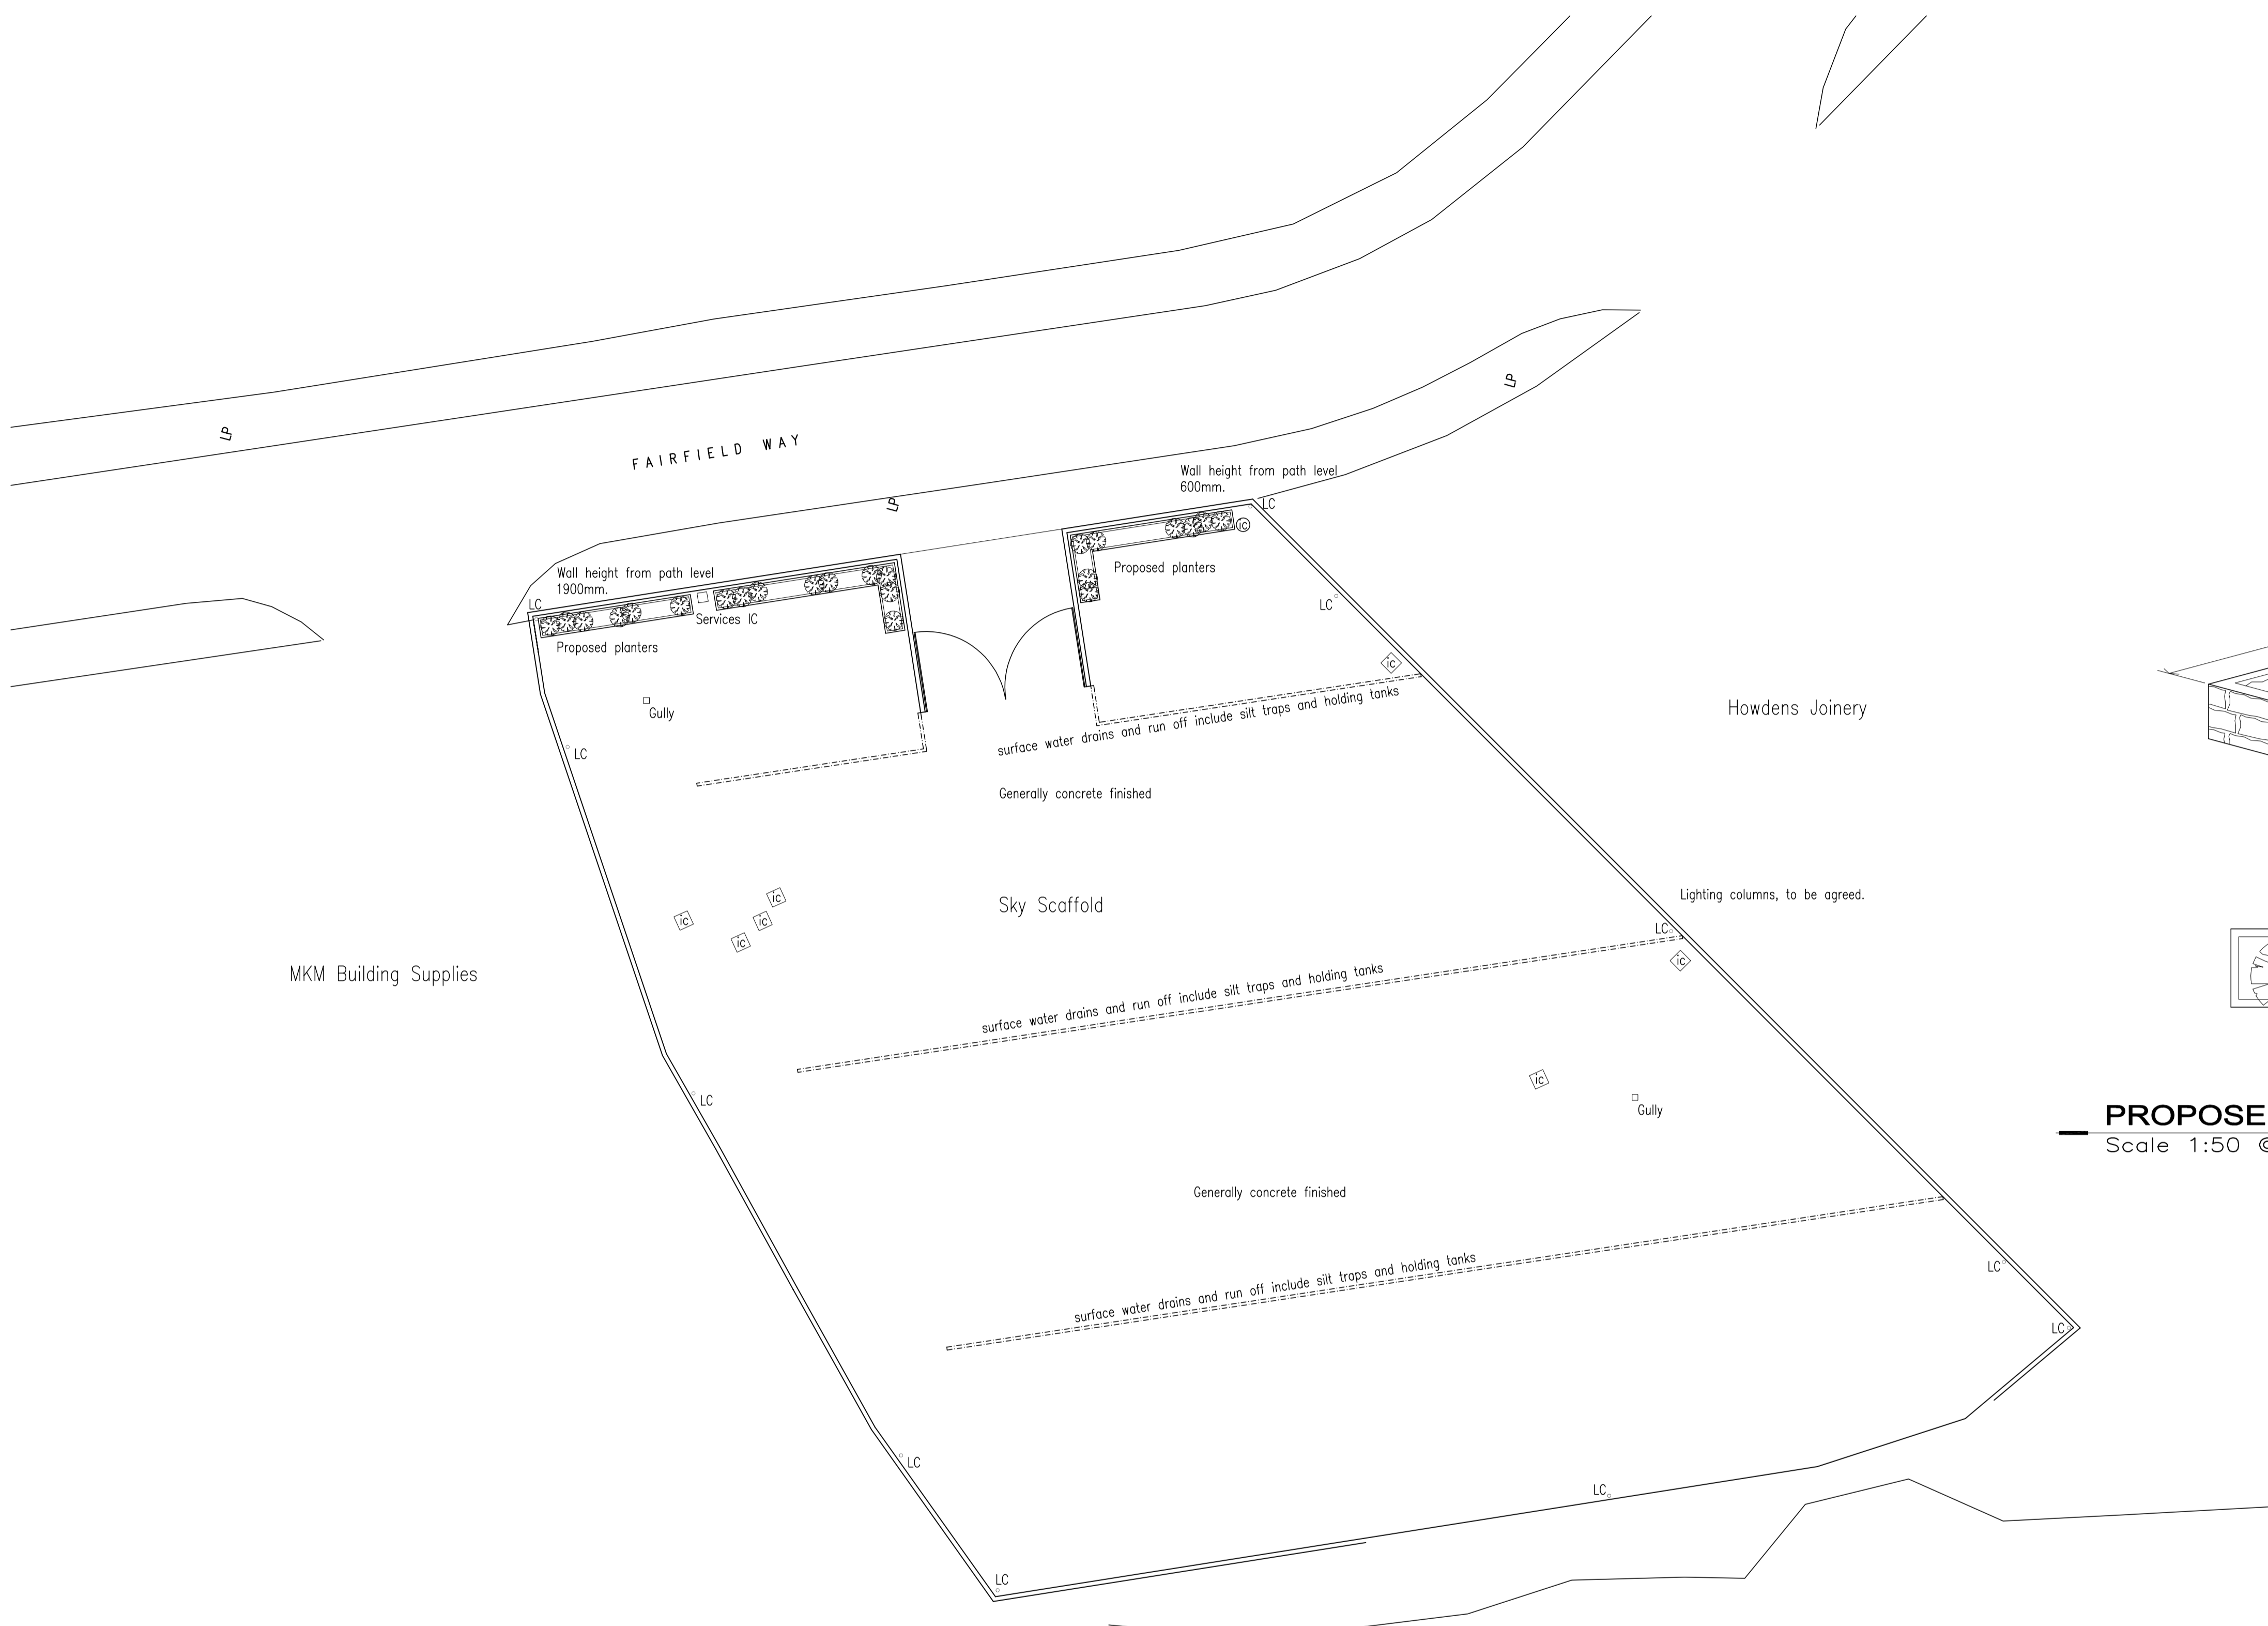 LP
LP
FAIRFIELD WAY
Wall height from path level
600mm.
LP
LC
ic
Wall height from path level
1900mm.
Proposed planters
LC
LC
Services IC
Proposed planters
ic
surface water drains and run off include silt traps and holding tanks
Gully
Howdens Joinery
LC
Generally concrete finished
ic
ic
ic
ic
Sky Scaffold
Lighting columns, to be agreed.
LC
ic
MKM Building Supplies
surface water drains and run off include silt traps and holding tanks
ic
LC
Gully
PROPOSE
Scale 1:50
Generally concrete finished
surface water drains and run off include silt traps and holding tanks
LC
LC
LC
LC
LC